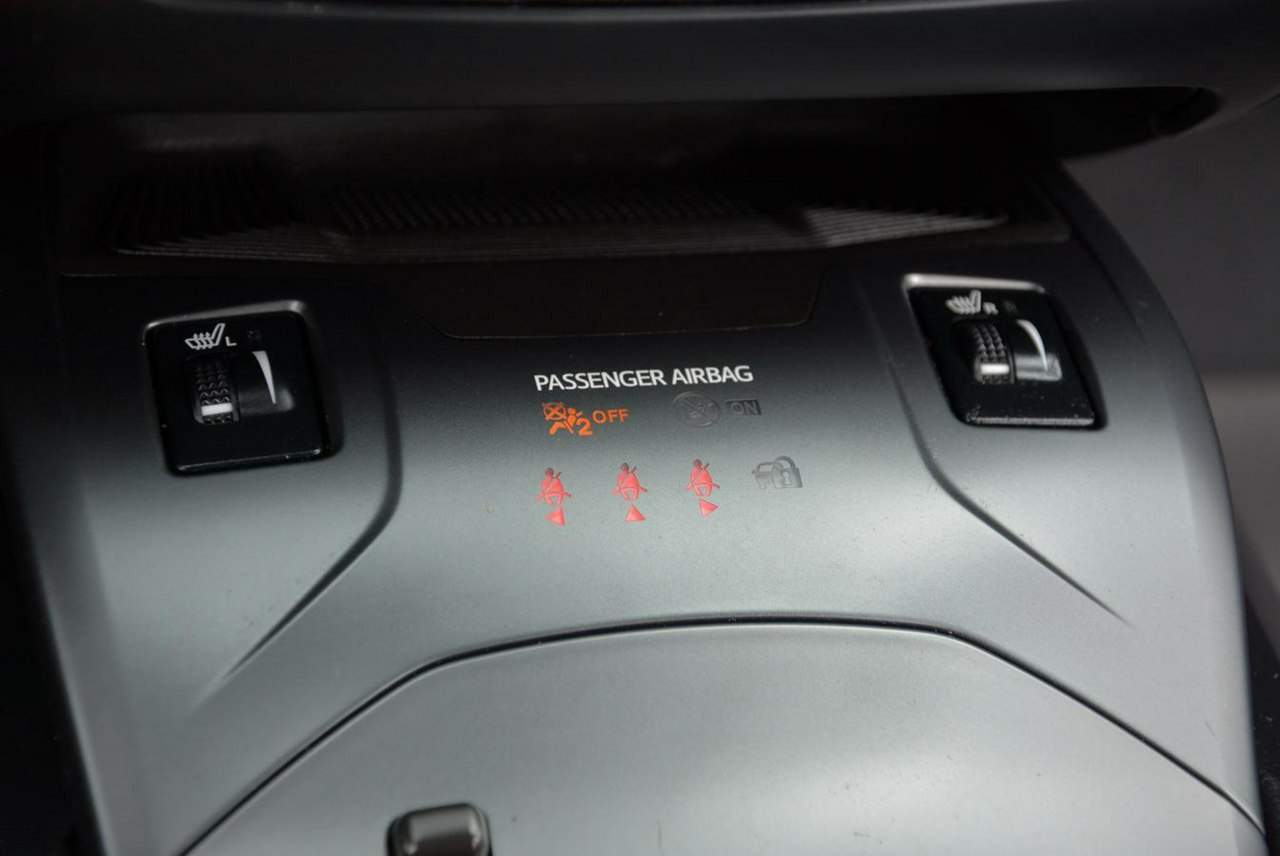 L
R
PASSENGER AIRBAG
2 OFF ON